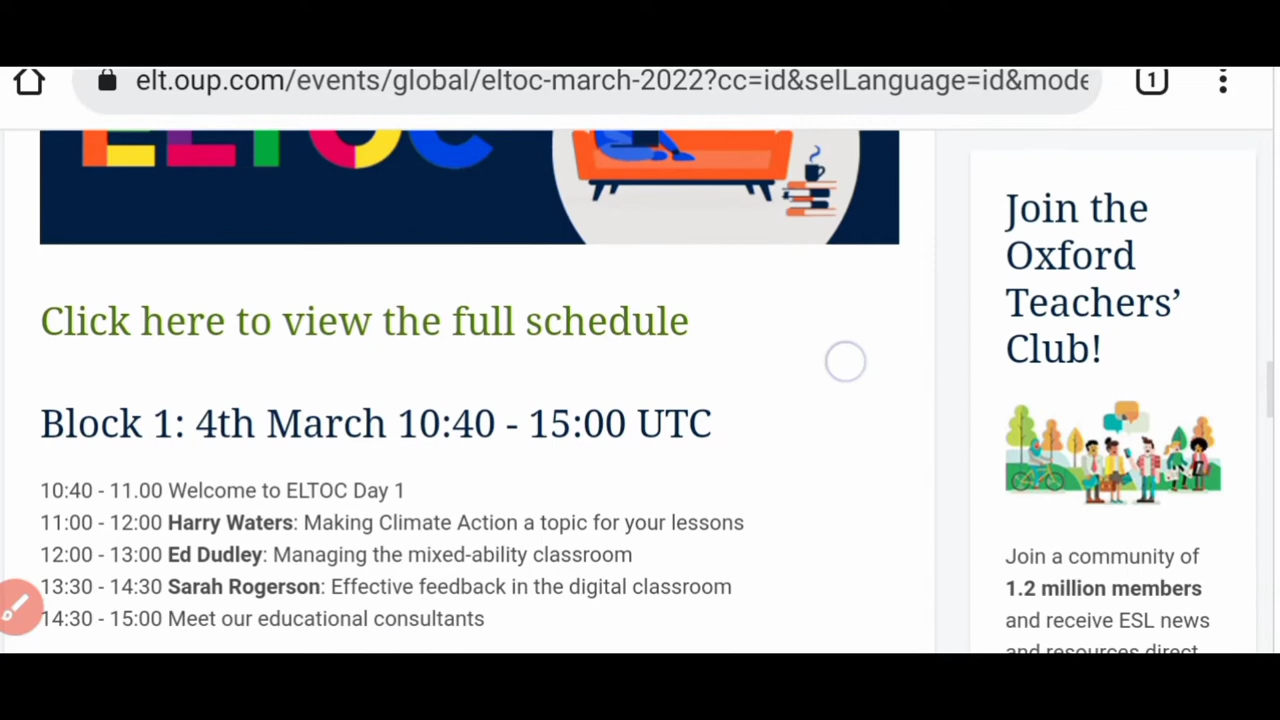 elt.oup.com/events/global/eltoc-march-2022?cc=id&selLanguage=id&mode
1
ELTOC
Click here to view the full schedule
Block 1: 4th March 10:40 - 15:00 UTC
10:40 - 11.00 Welcome to ELTOC Day 1
11:00 - 12:00 Harry Waters: Making Climate Action a topic for your lessons
12:00 - 13:00 Ed Dudley: Managing the mixed-ability classroom
13:30 - 14:30 Sarah Rogerson: Effective feedback in the digital classroom
14:30 - 15:00 Meet our educational consultants
Join the
Oxford
Teachers’
Club!
Join a community of
1.2 million members
and receive ESL news
and resources direct